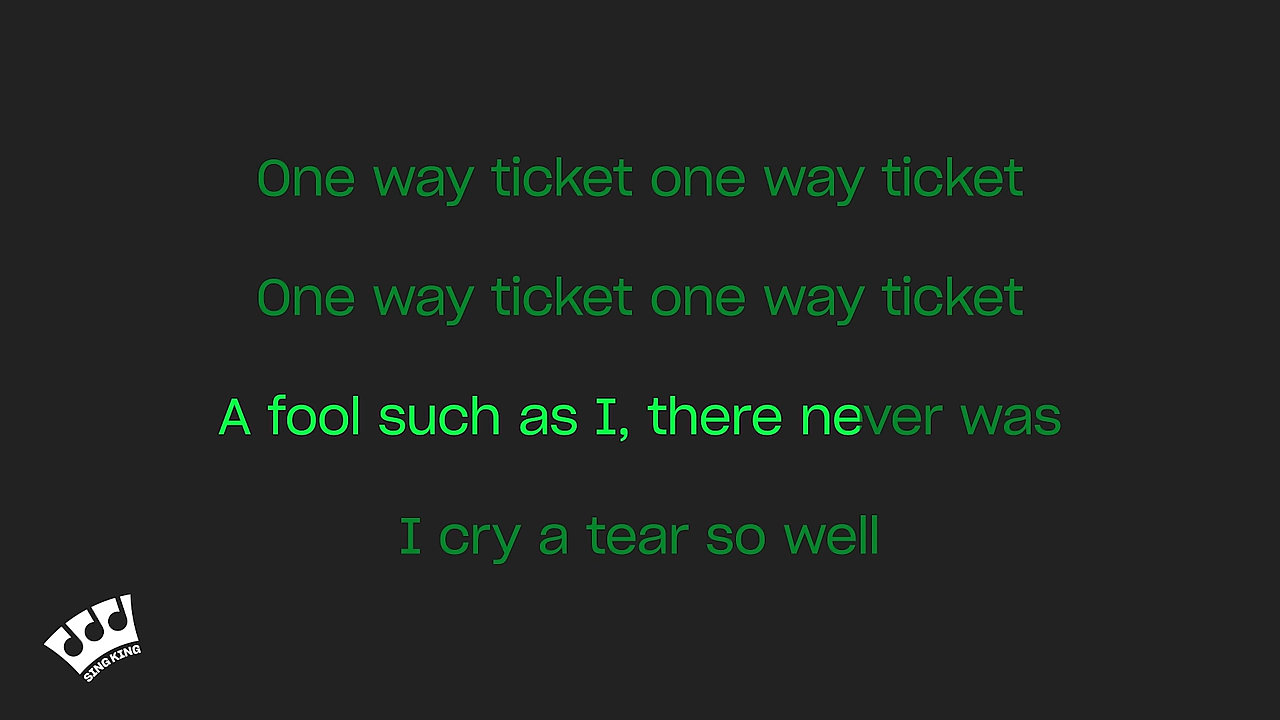 One way ticket one way ticket
One way ticket one way ticket
A fool such as I, there never was
I cry a tear so well
SING KING